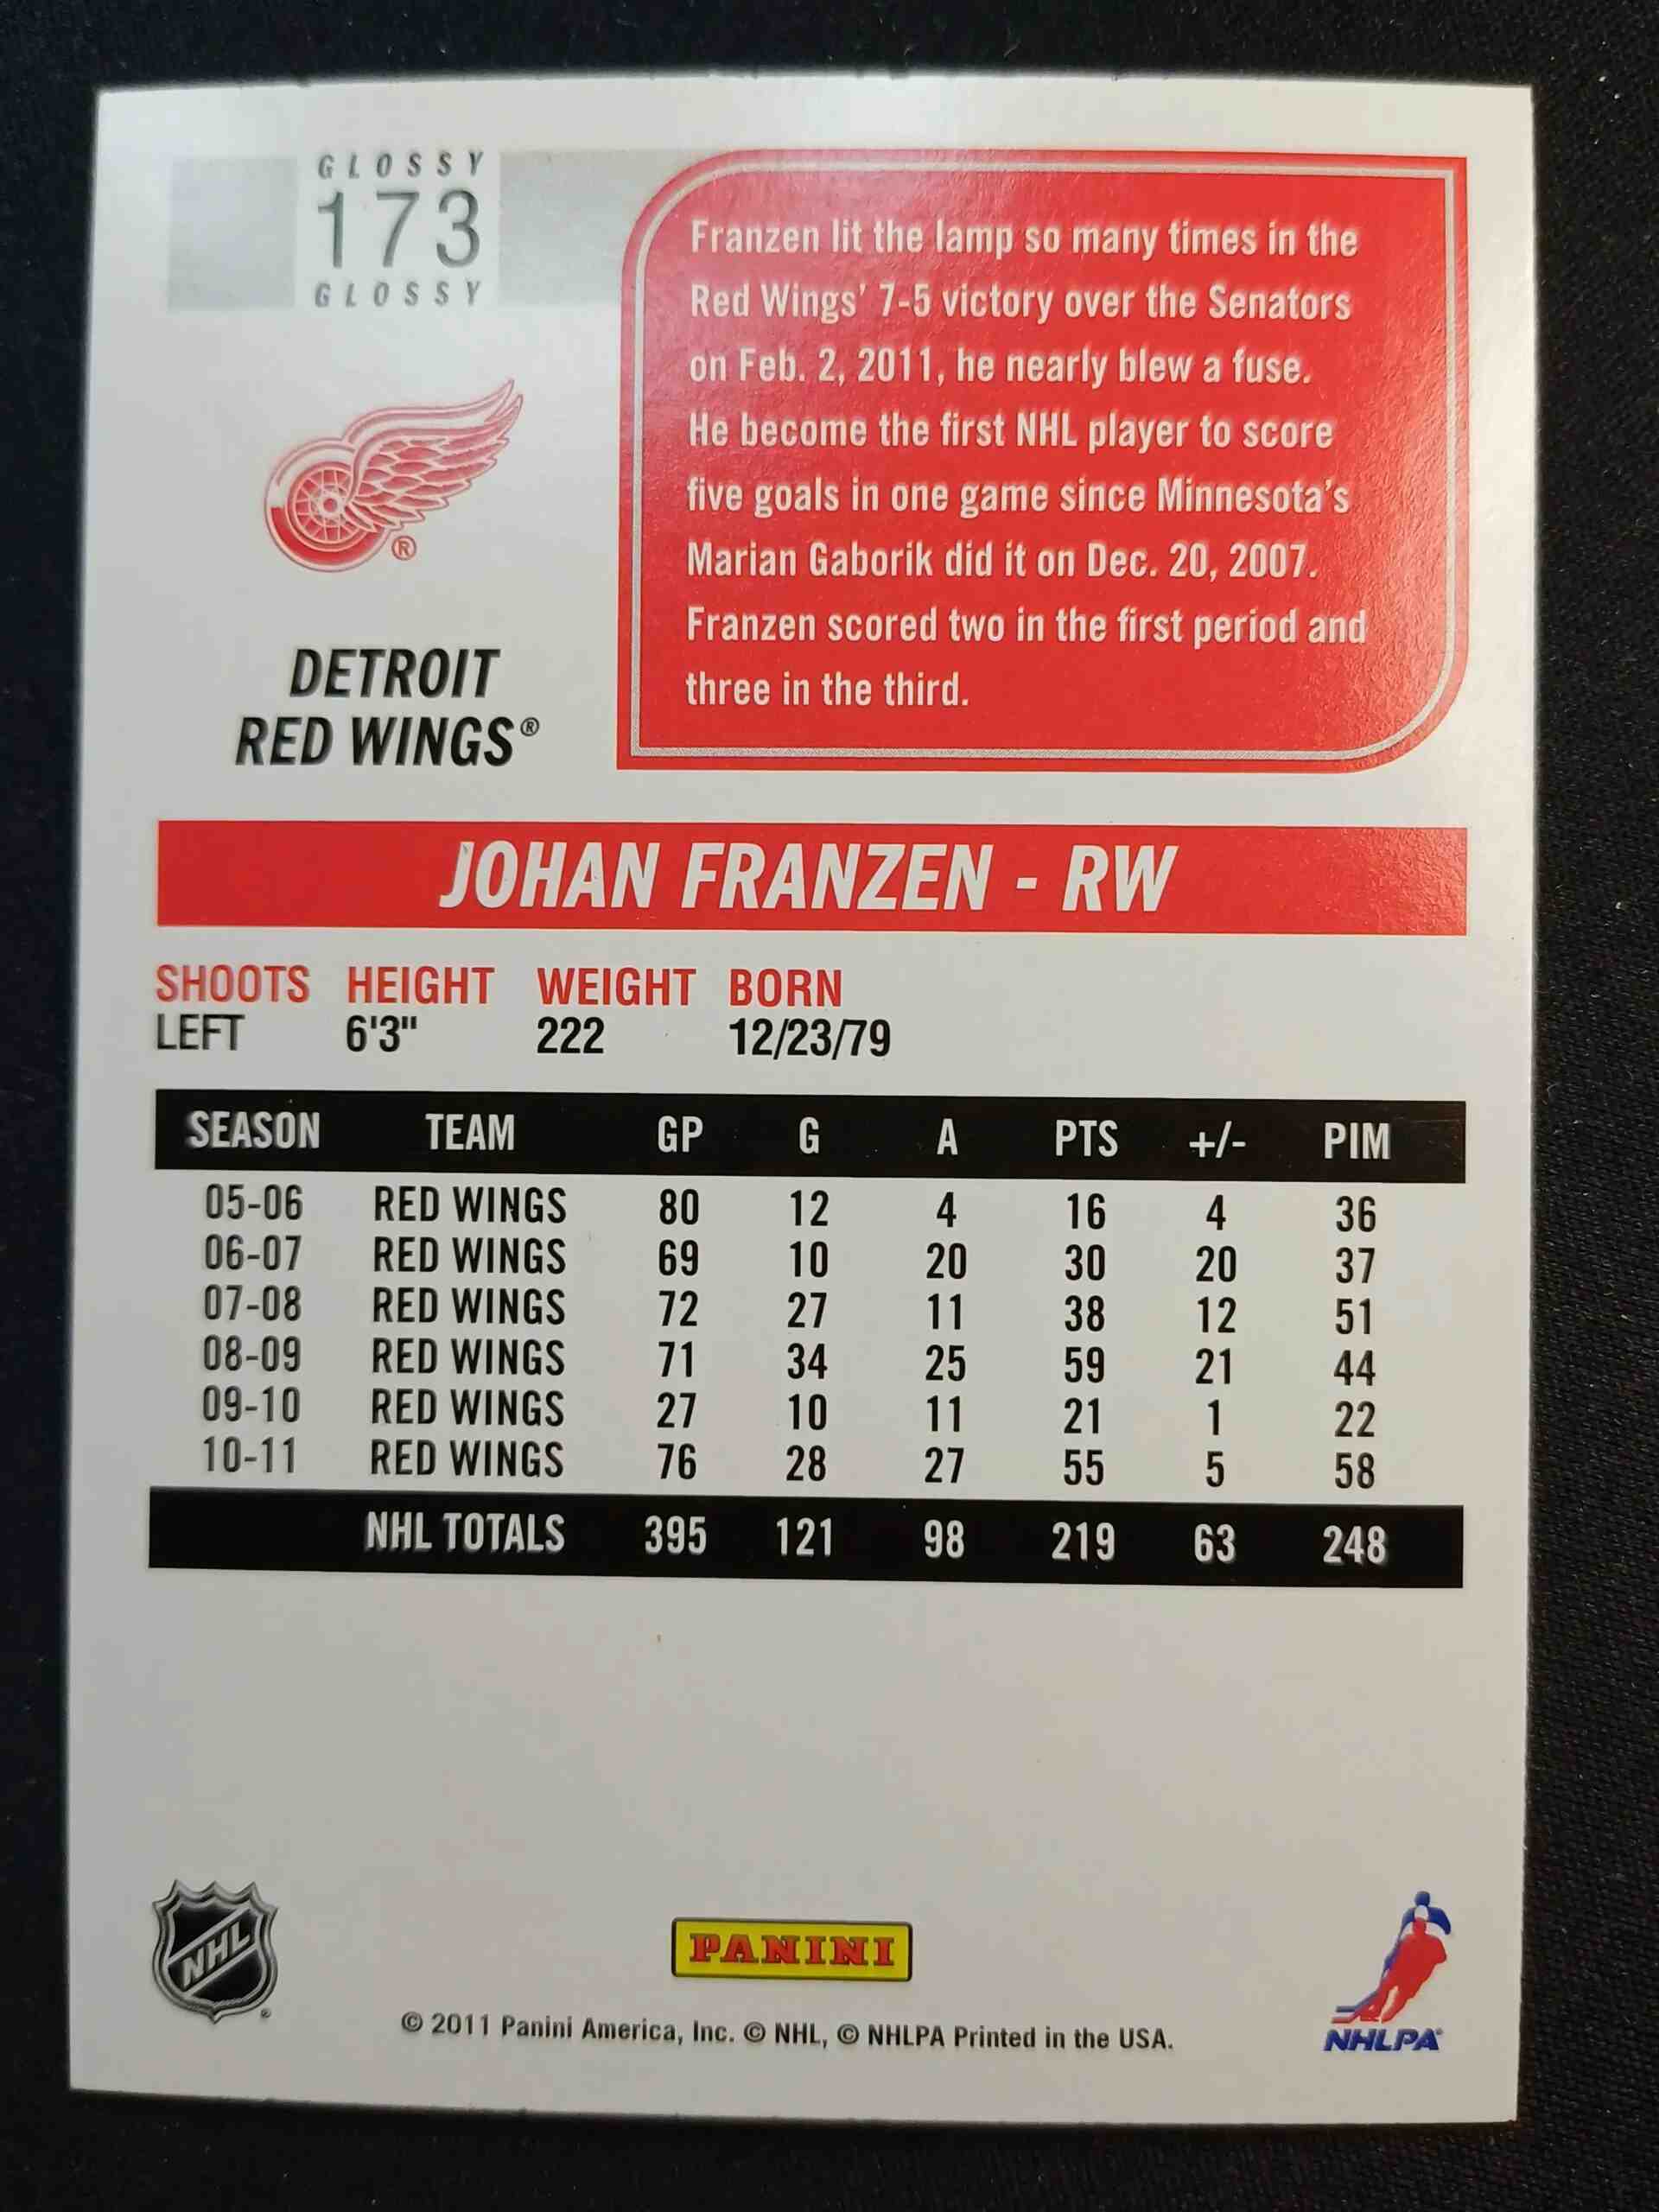 GLOSSY
173
GLOSSY
Franzen lit the lamp so many times in the
Red Wings' 7-5 victory over the Senators
on Feb. 2, 2011, he nearly blew a fuse.
He become the first NHL player to score
five goals in one game since Minnesota's
Marian Gaborik did it on Dec. 20, 2007.
Franzen scored two in the first period and
three in the third.
®
DETROIT
RED WINGS®
JOHAN FRANZEN - RW
SHOOTS HEIGHT WEIGHT BORN
LEFT 6'3" 222 12/23/79
SEASON TEAM GP G A PTS +/- PIM
05-06 RED WINGS 80 12 4 16 4 36
06-07 RED WINGS 69 10 20 30 20 37
07-08 RED WINGS 72 27 11 38 12 51
08-09 RED WINGS 71 34 25 59 21 44
09-10 RED WINGS 27 10 11 21 1 22
10-11 RED WINGS 76 28 27 55 5 58
NHL TOTALS 395 121 98 219 63 248
NHL
PANINI
NHLPA
© 2011 Panini America, Inc. © NHL, © NHLPA Printed in the USA.